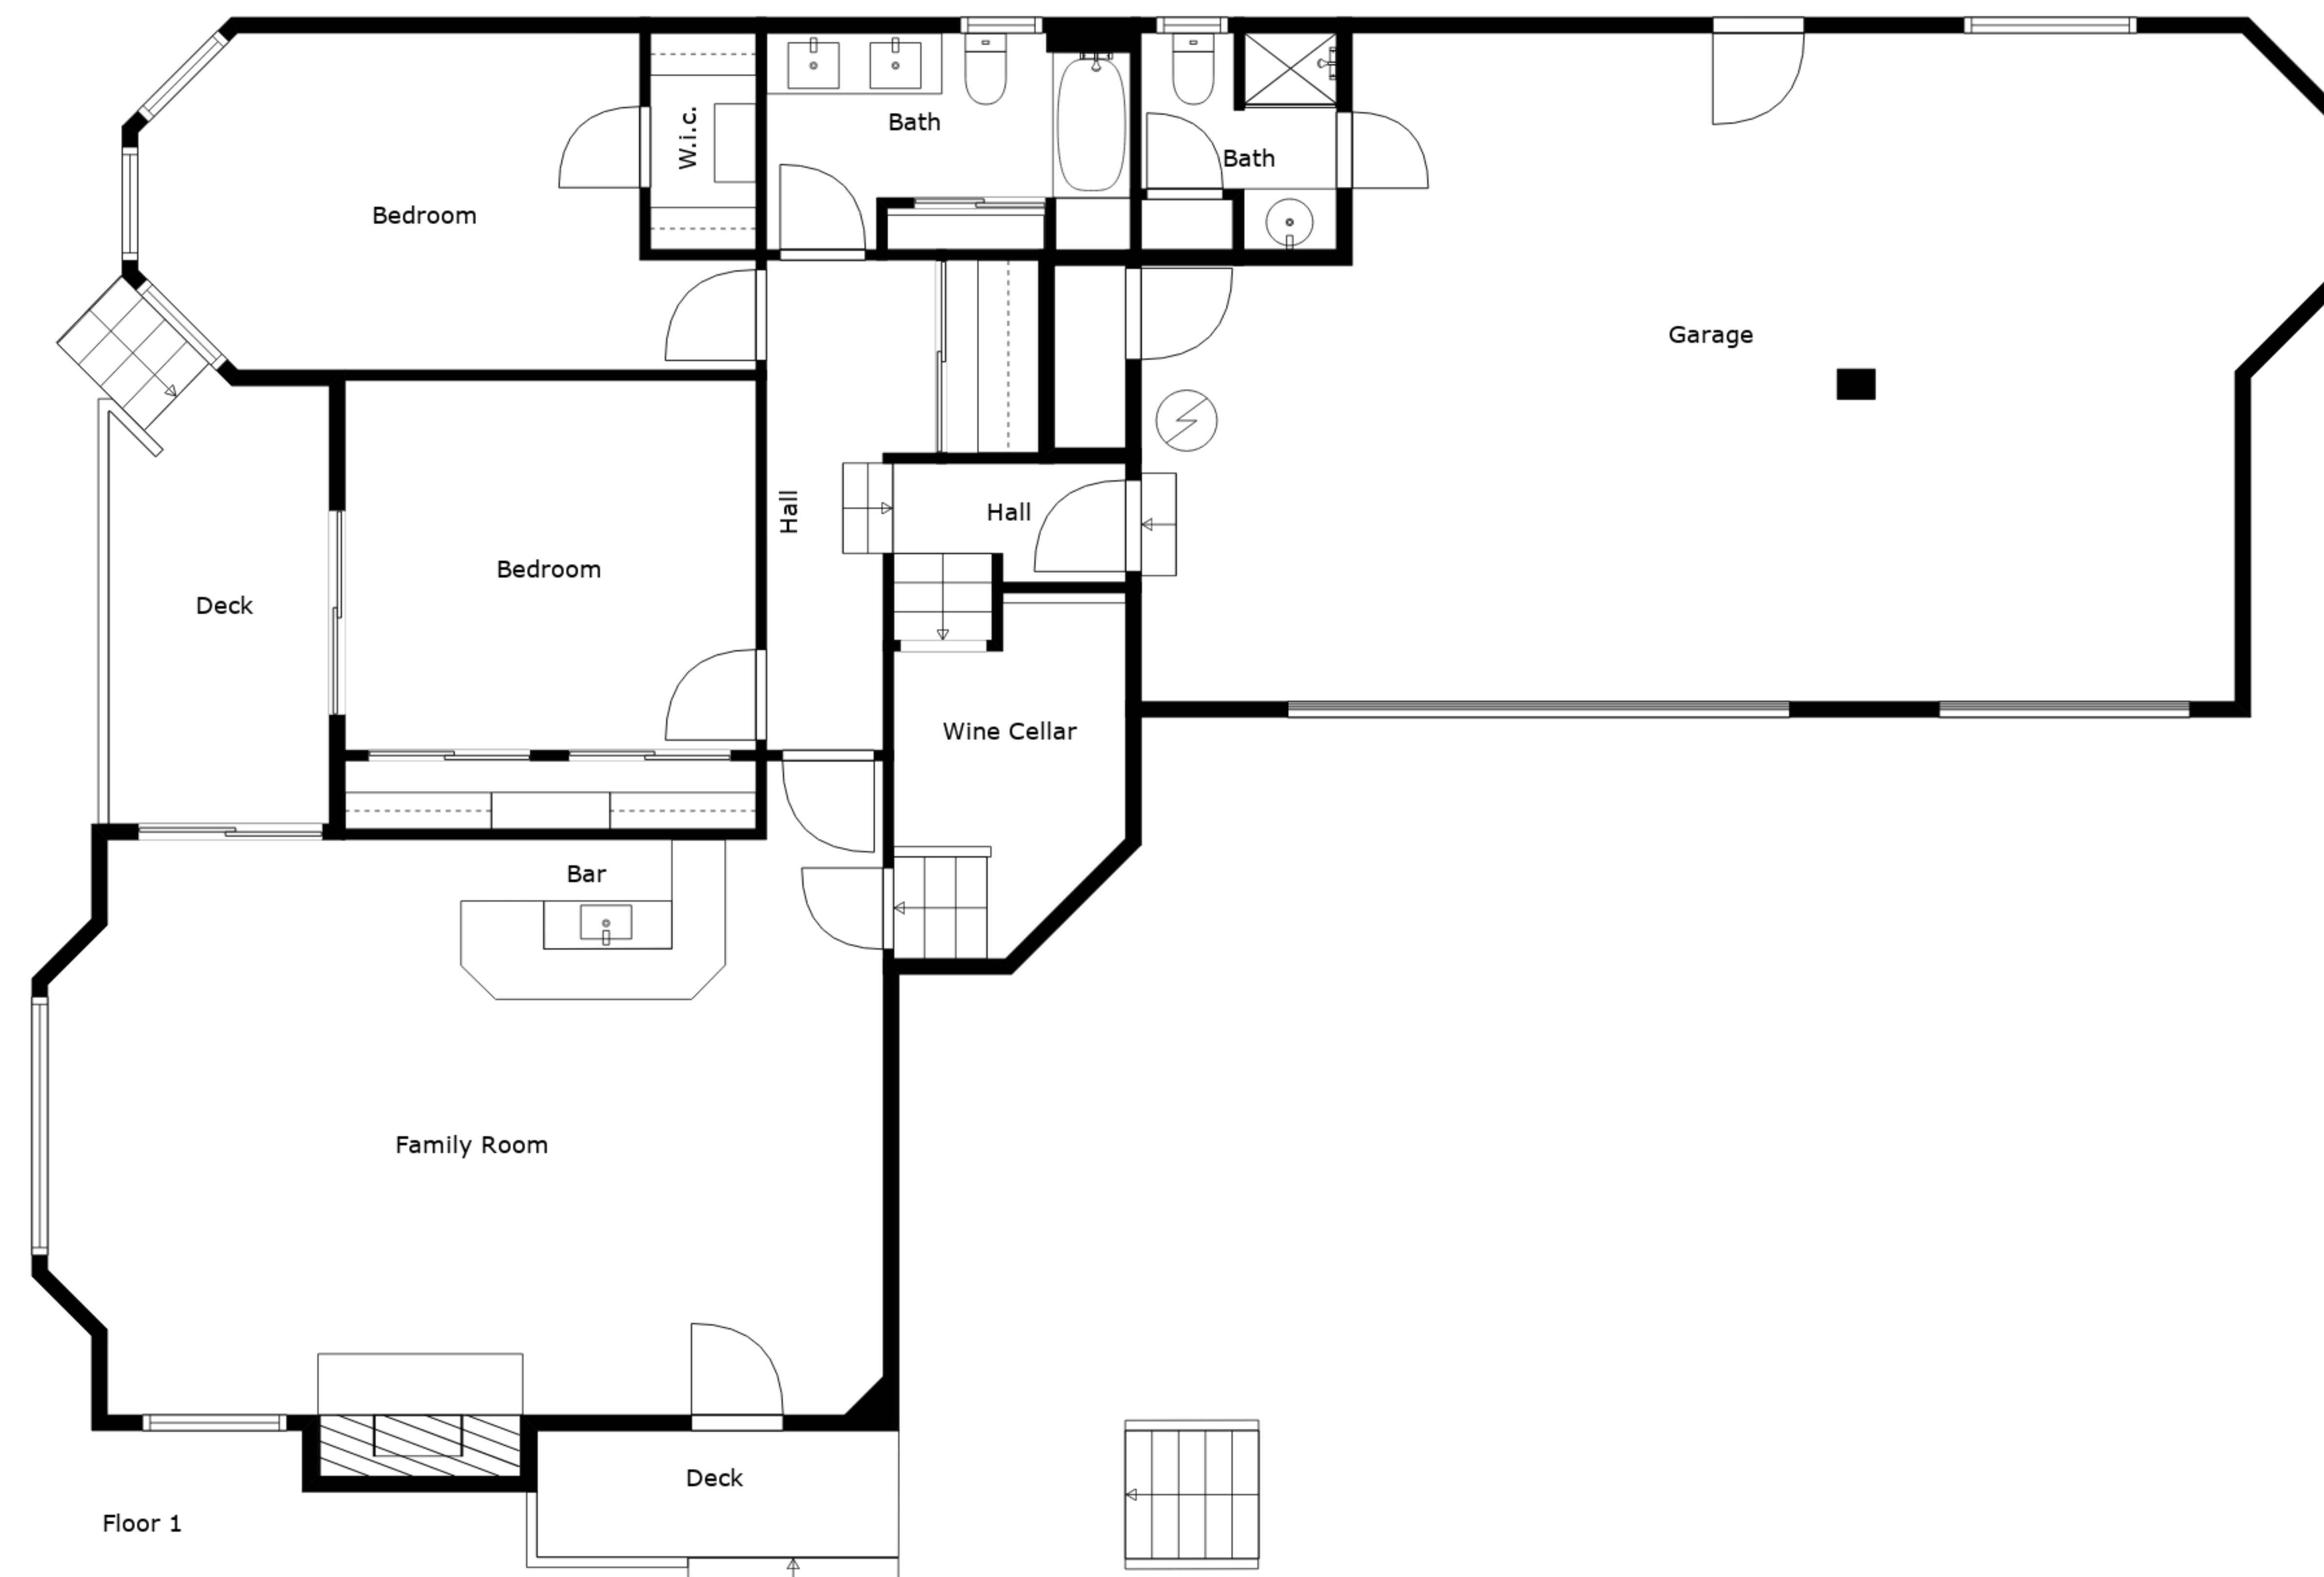 Bath
W.i.c.
Bath
Bedroom
Garage
Hall
Hall
Bedroom
Deck
Wine Cellar
Bar
Family Room
Deck
Floor 1